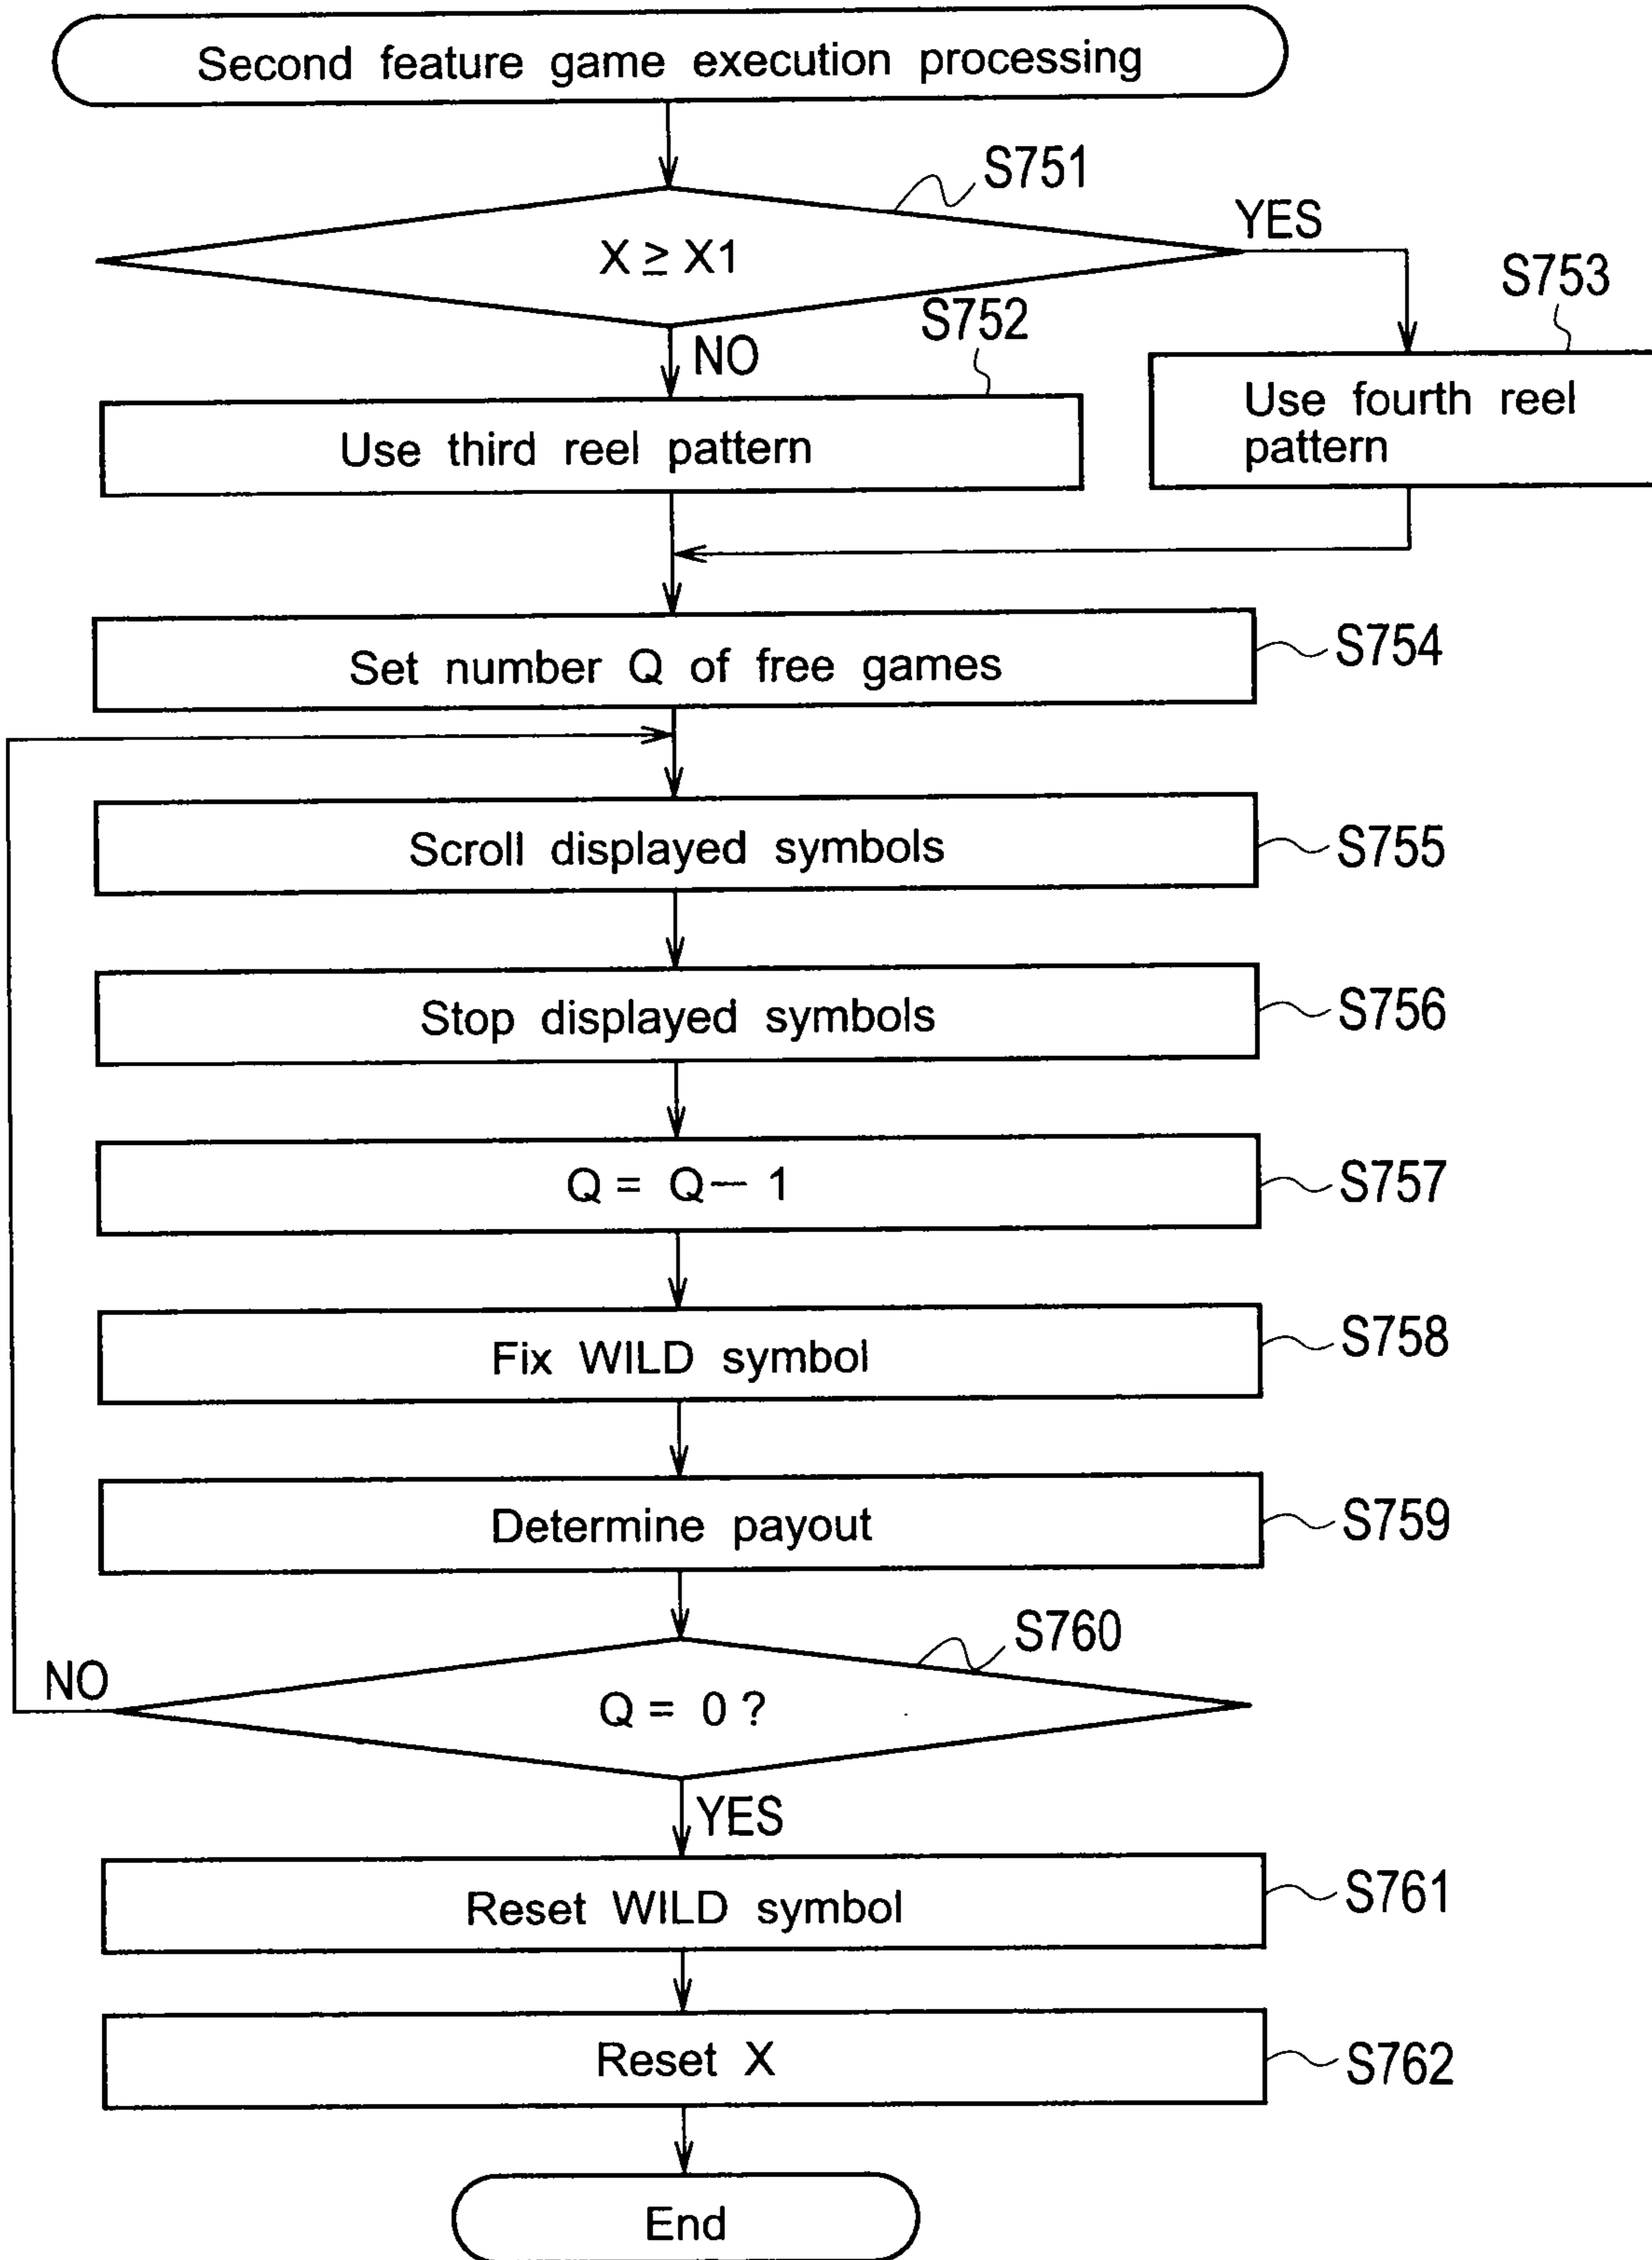 Second feature game execution processing
S751
X ≥ X1
YES
S753
S752
NO
Use fourth reel
pattern
Use third reel pattern
Set number Q of free games
S754
Scroll displayed symbols
S755
Stop displayed symbols
S756
Q = Q— 1
S757
Fix WILD symbol
S758
Determine payout
S759
S760
NO
Q = 0 ?
YES
Reset WILD symbol
S761
Reset X
S762
End